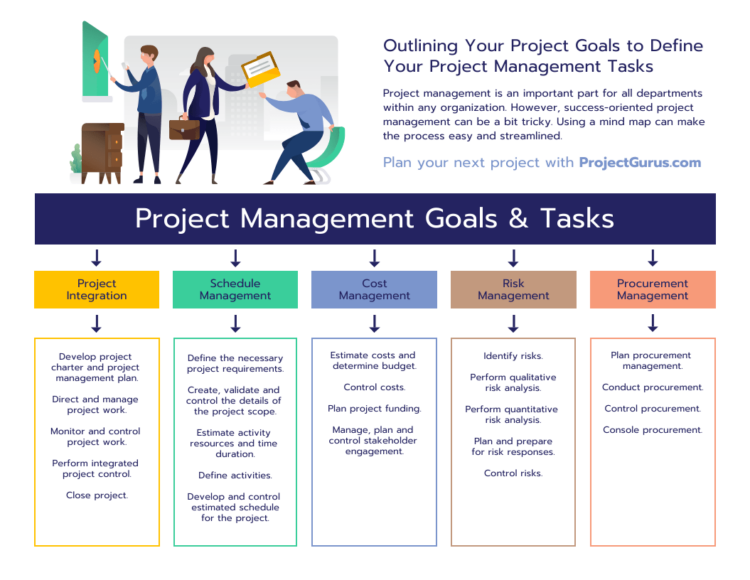 Outlining Your Project Goals to Define
Your Project Management Tasks
Project management is an important part for all departments
within any organization. However, success-oriented project
management can be a bit tricky. Using a mind map can make
the process easy and streamlined.
Plan your next project with ProjectGurus.com
Project Management Goals & Tasks
Project
Integration
Develop project
charter and project
management plan.
Direct and manage
project work.
Monitor and control
project work.
Perform integrated
project control.
Close project.
Schedule
Management
Define the necessary
project requirements.
Create, validate and
control the details of
the project scope.
Estimate activity
resources and time
duration.
Define activities.
Develop and control
estimated schedule
for the project.
Cost
Management
Estimate costs and
determine budget.
Control costs.
Plan project funding.
Manage, plan and
control stakeholder
engagement.
Risk
Management
Identify risks.
Perform qualitative
risk analysis.
Perform quantitative
risk analysis.
Plan and prepare
for risk responses.
Control risks.
Procurement
Management
Plan procurement
management.
Conduct procurement.
Control procurement.
Console procurement.